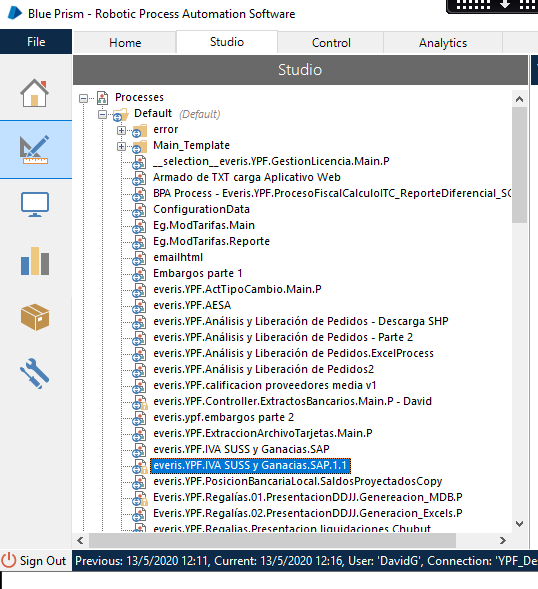 Blue Prism - Robotic Process Automation Software
File Home Studio Control Analytics
Studio
Processes
Default (Default)
error
Main_Template
__selection__everis.YPF.GestionLicencia.Main.P
Armado de TXT carga Aplicativo Web
BPA Process - Everis.YPF.ProcesoFiscalCalculoITC_ReporteDiferencial_SC
ConfigurationData
Eg.ModTarifas.Main
Eg.ModTarifas.Reporte
emailhtml
Embargos parte 1
everis.YPF.ActTipoCambio.Main.P
everis.YPF.AESA
everis.YPF.Análisis y Liberación de Pedidos - Descarga SHP
everis.YPF.Análisis y Liberación de Pedidos - Parte 2
everis.YPF.Análisis y Liberación de Pedidos.ExcelProcess
everis.YPF.Análisis y Liberación de Pedidos2
everis.YPF.calificacion proveedores media v1
everis.YPF.Controller.ExtractosBancarios.Main.P - David
everis.ypf.embargos parte 2
everis.YPF.ExtraccionArchivoTarjetas.Main.P
everis.YPF.IVA SUSS y Ganacias.SAP
everis.YPF.IVA SUSS y Ganacias.SAP.1.1
everis.YPF.PosicionBancariaLocal.SaldosProyectadosCopy
Everis.YPF.Regalías.01.PresentacionDDJJ.Genereacion_MDB.P
Everis.YPF.Regalías.02.PresentacionDDJJ.Generacion_Excels.P
everis.YPF.Regalias.Presentacion liquidaciones Chubut
Sign Out Previous: 13/5/2020 12:11, Current: 13/5/2020 12:16, User: 'DavidG', Connection: 'YPF_De